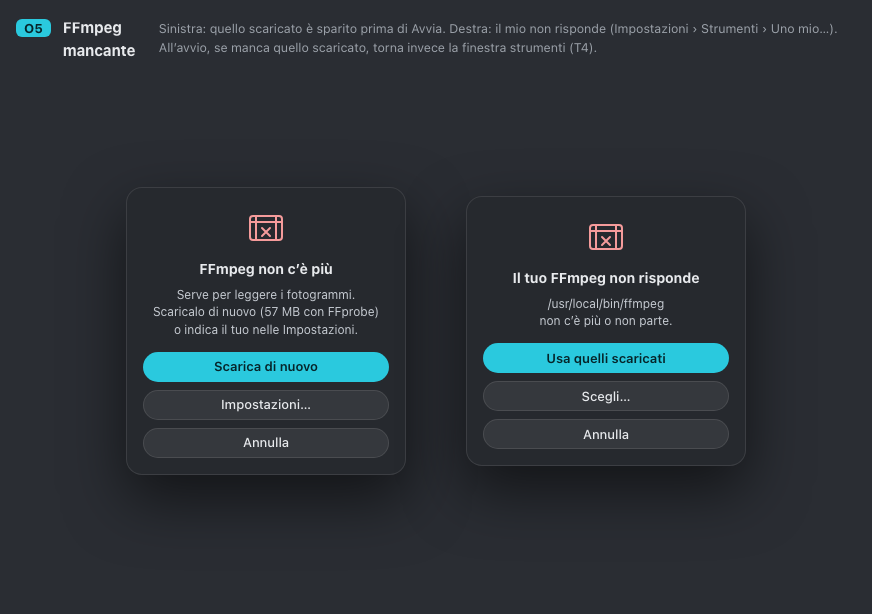 O5
FFmpeg
mancante
Sinistra: quello scaricato è sparito prima di Avvia. Destra: il mio non risponde (Impostazioni › Strumenti › Uno mio…).
All’avvio, se manca quello scaricato, torna invece la finestra strumenti (T4).
FFmpeg non c’è più
Serve per leggere i fotogrammi.
Scaricalo di nuovo (57 MB con FFprobe)
o indica il tuo nelle Impostazioni.
Scarica di nuovo
Impostazioni…
Annulla
Il tuo FFmpeg non risponde
/usr/local/bin/ffmpeg
non c’è più o non parte.
Usa quelli scaricati
Scegli…
Annulla